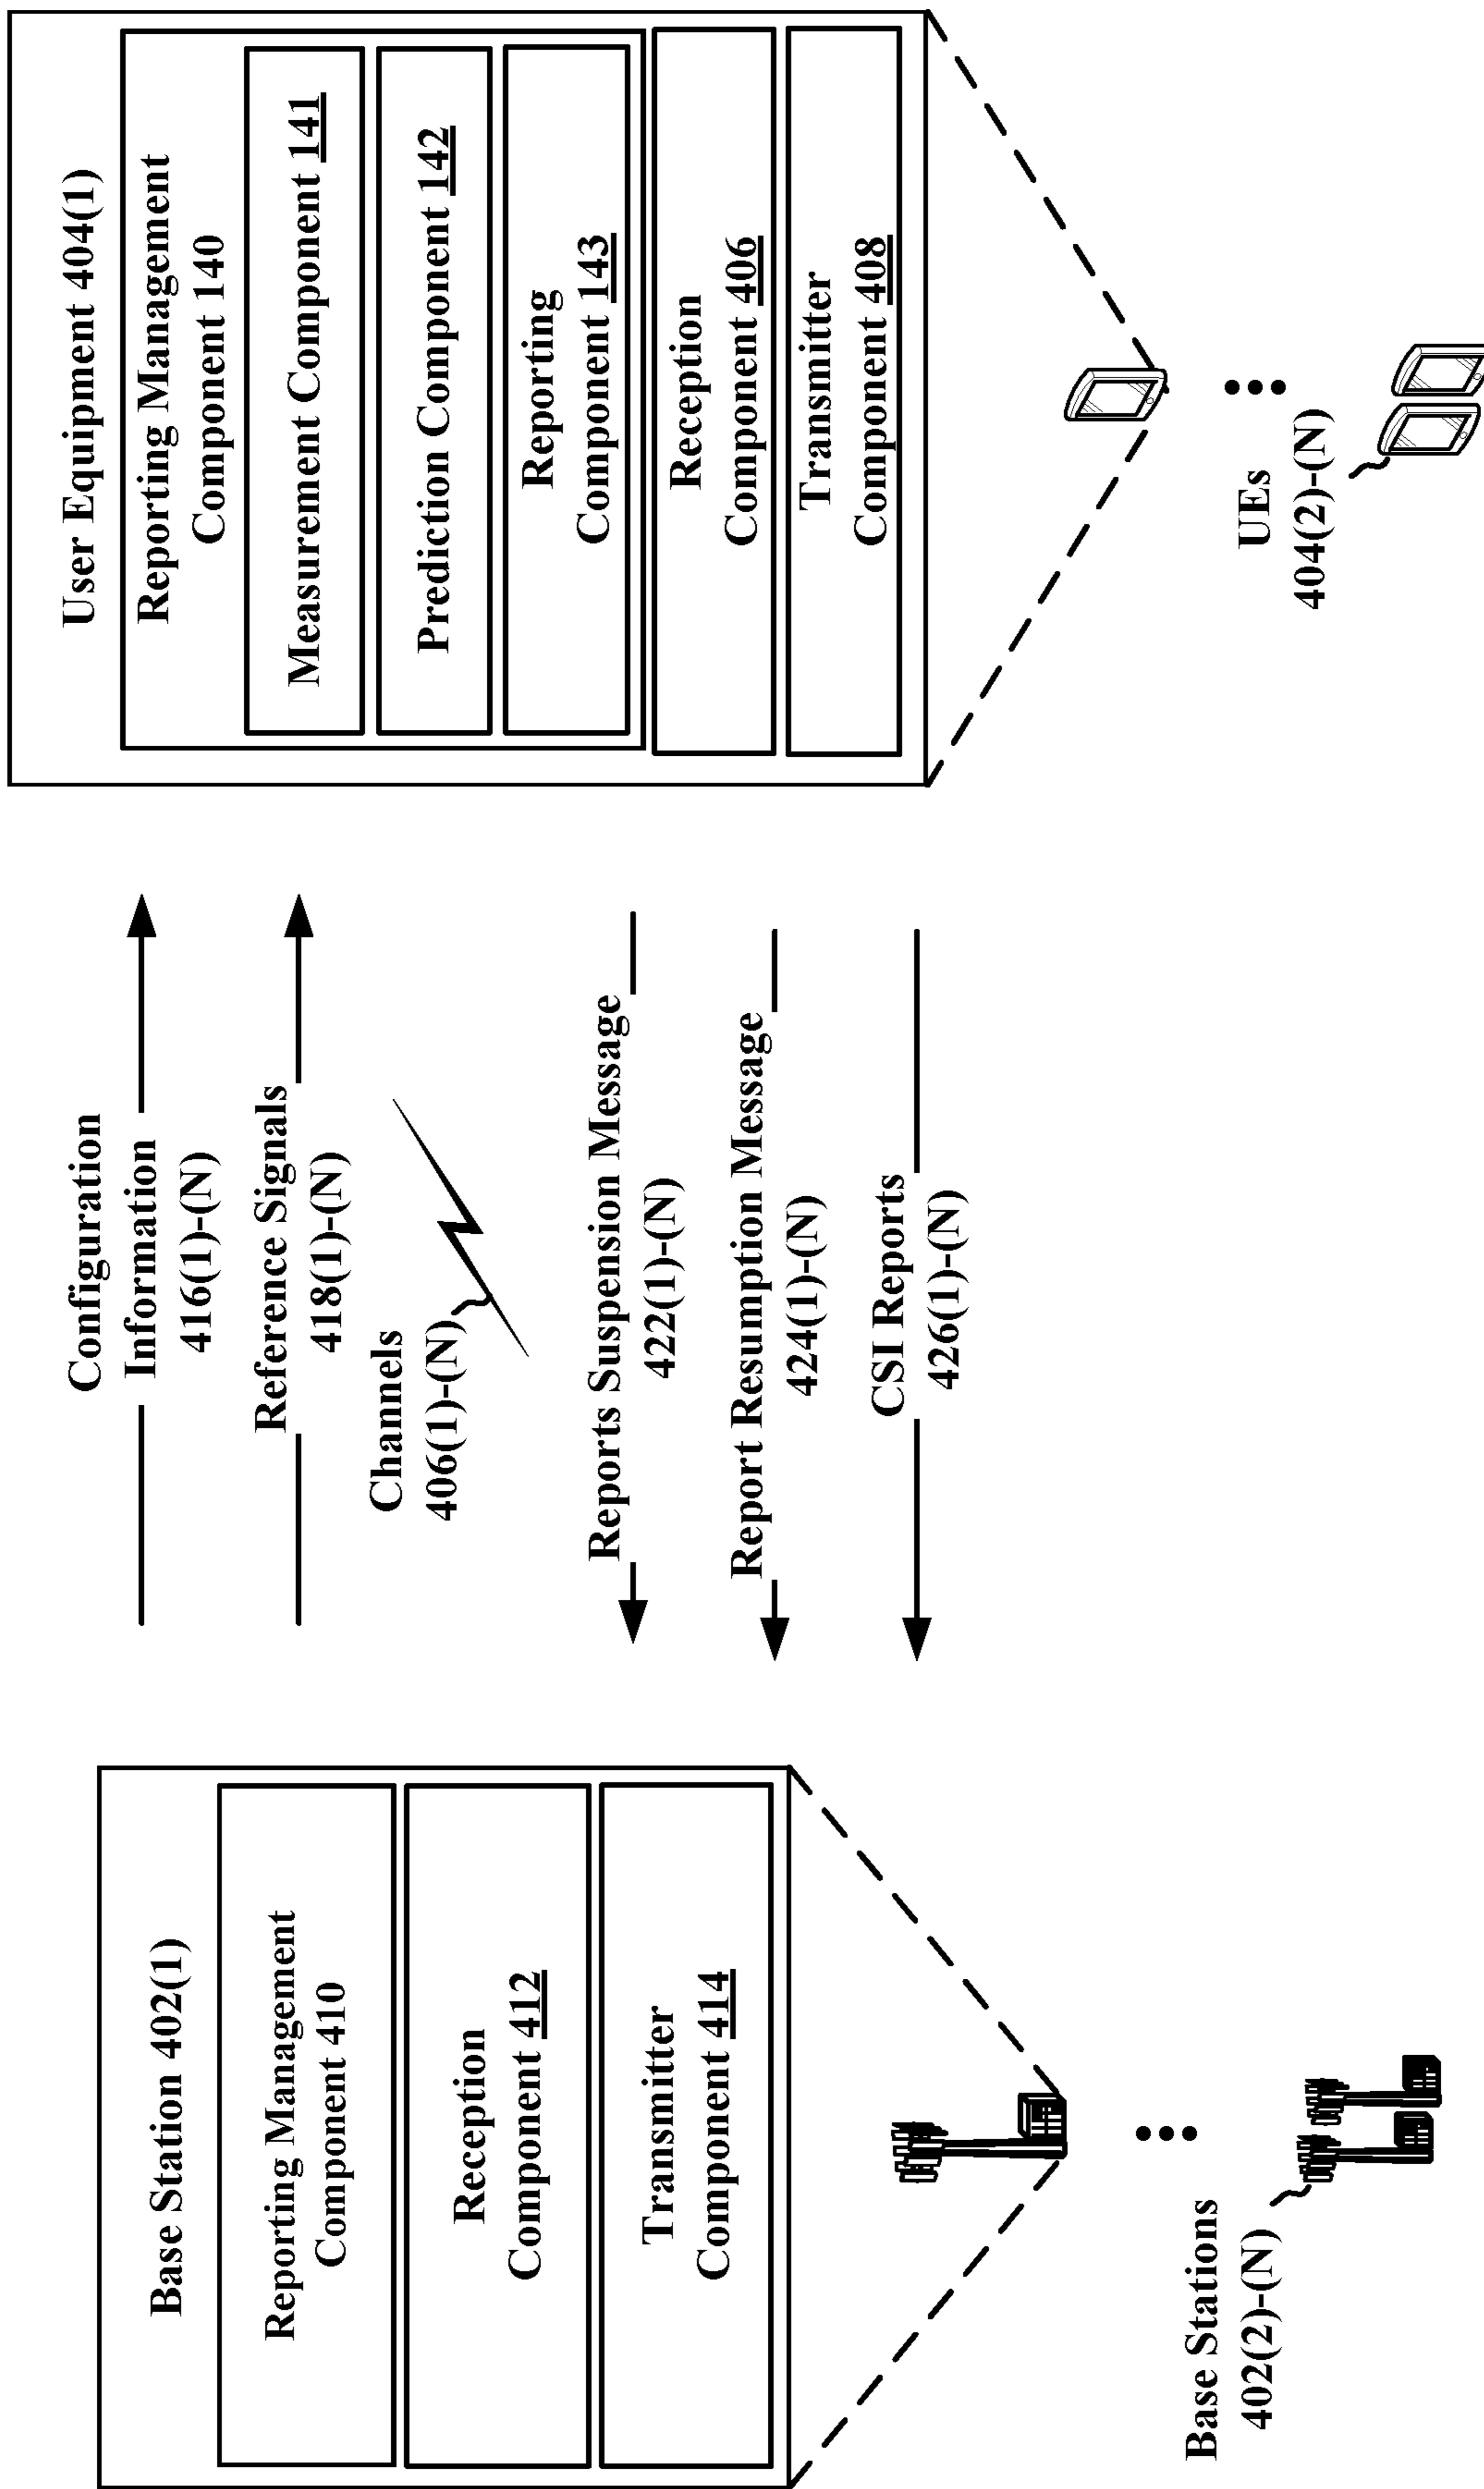 Base Station 402(1)
Reporting Management
Component 410
Reception
Component 412
Transmitter
Component 414
Base Stations
402(2)-(N)
Configuration
Information
416(1)-(N)
Reference Signals
418(1)-(N)
Channels
406(1)-(N)
Reports Suspension Message
422(1)-(N)
Report Resumption Message
424(1)-(N)
CSI Reports
426(1)-(N)
User Equipment 404(1)
Reporting Management
Component 140
Measurement Component 141
Prediction Component 142
Reporting
Component 143
Reception
Component 406
Transmitter
Component 408
UEs
404(2)-(N)